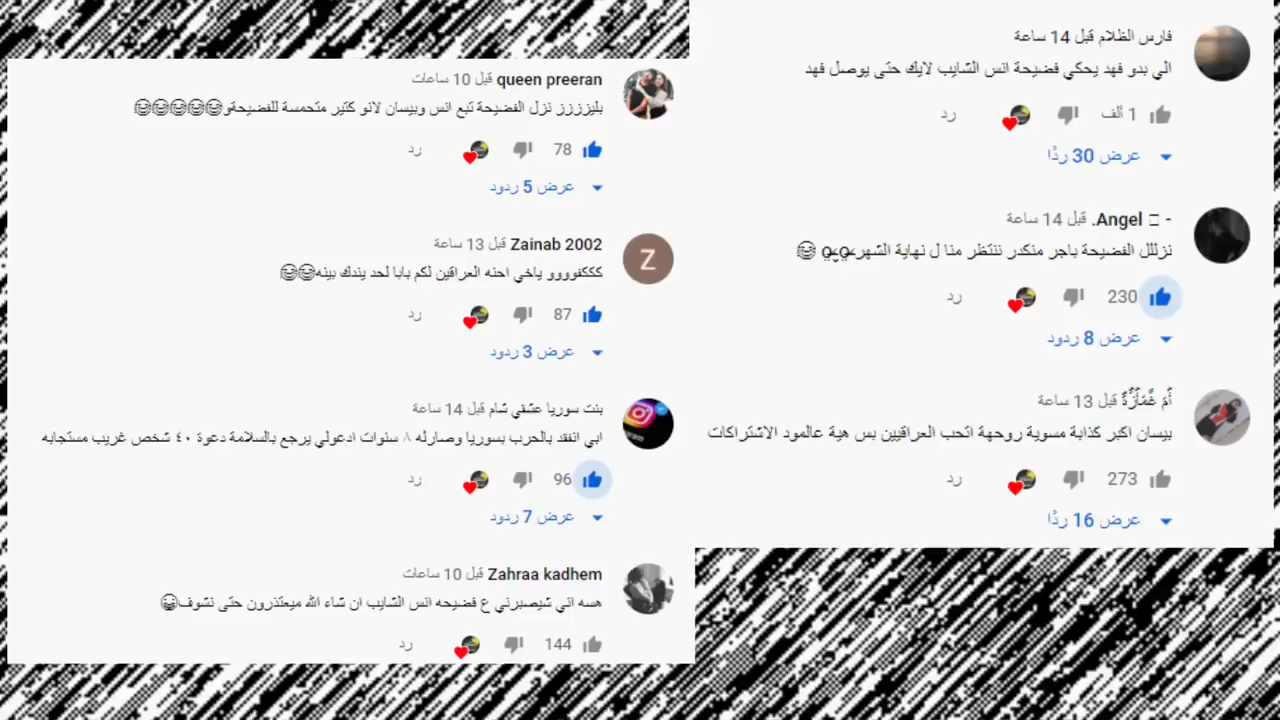 فارس الظلام قبل 14 ساعة
الي بدو فهد يحكي فضيحة انس الشايب لايك حتى يوصل فهد
1 ألف
رد
عرض 30 ردًا
- □ Angel. قبل 14 ساعة
نزللل الفضيحة باجر منكدر ننتظر منا ل نهاية الشهر 😂
230
رد
عرض 8 ردود
قبل 13 ساعة
بيسان اكبر كذابة مسوية روحهة اتحب العراقيين بس هية عالمود الاشتراكات
273
رد
عرض 16 ردًا
queen preeran قبل 10 ساعات
بليزززز نزل الفضيحة تبع انس وبيسان لانو كتير متحمسة للفضيحةو😂😂😂😂😂
78
رد
عرض 5 ردود
Zainab 2002 قبل 13 ساعة
Z
كككفوووو ياخي احنه العراقين لكم بابا لحد يندك بينه😂😂
87
رد
عرض 3 ردود
بنت سوريا عشقي شام قبل 14 ساعة
ابي انفقد بالحرب بسوريا وصارله ٨ سنوات ادعولي يرجع بالسلامة دعوة ٤٠ شخص غريب مستجابه
96
رد
عرض 7 ردود
Zahraa kadhem قبل 10 ساعات
هسه اني شيصبرني ع فضيحه انس الشايب ان شاء الله ميعتذرون حتى نشوف😁
144
رد